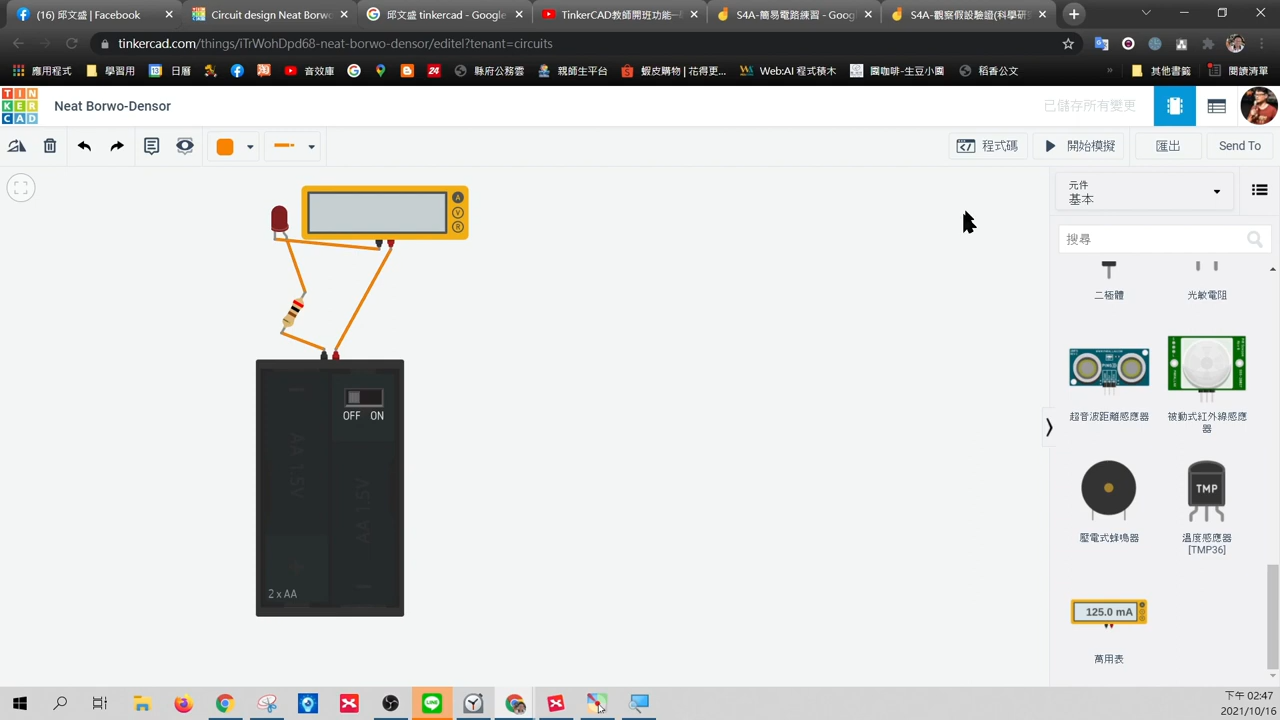 (16) 邱文盛 | Facebook
Circuit design Neat Borwo
邱文盛 tinkercad - Google
TinkerCAD教師開班功能一
S4A-簡易電路練習 - Goog
S4A-觀察假設驗證(科學研
tinkercad.com/things/iTrWohDpd68-neat-borwo-densor/editel?tenant=circuits
應用程式
學習用
日曆
音效庫
縣府公務雲
親師生平台
蝦皮購物 | 花得更...
Web:AI 程式積木
國咖啡-生豆小園
稻香公文
其他書籤
閱讀清單
TIN
KER
CAD
Neat Borwo-Densor
已儲存所有變更
程式碼
開始模擬
匯出
Send To
元件
基本
搜尋
A
V
R
OFF ON
AA 1.5V
AA 1.5V
2 x AA
二極體
光敏電阻
超音波距離感應器
被動式紅外線感應
器
TMP
壓電式蜂鳴器
溫度感應器
[TMP36]
125.0 mA
萬用表
LINE
下午 02:47
2021/10/16